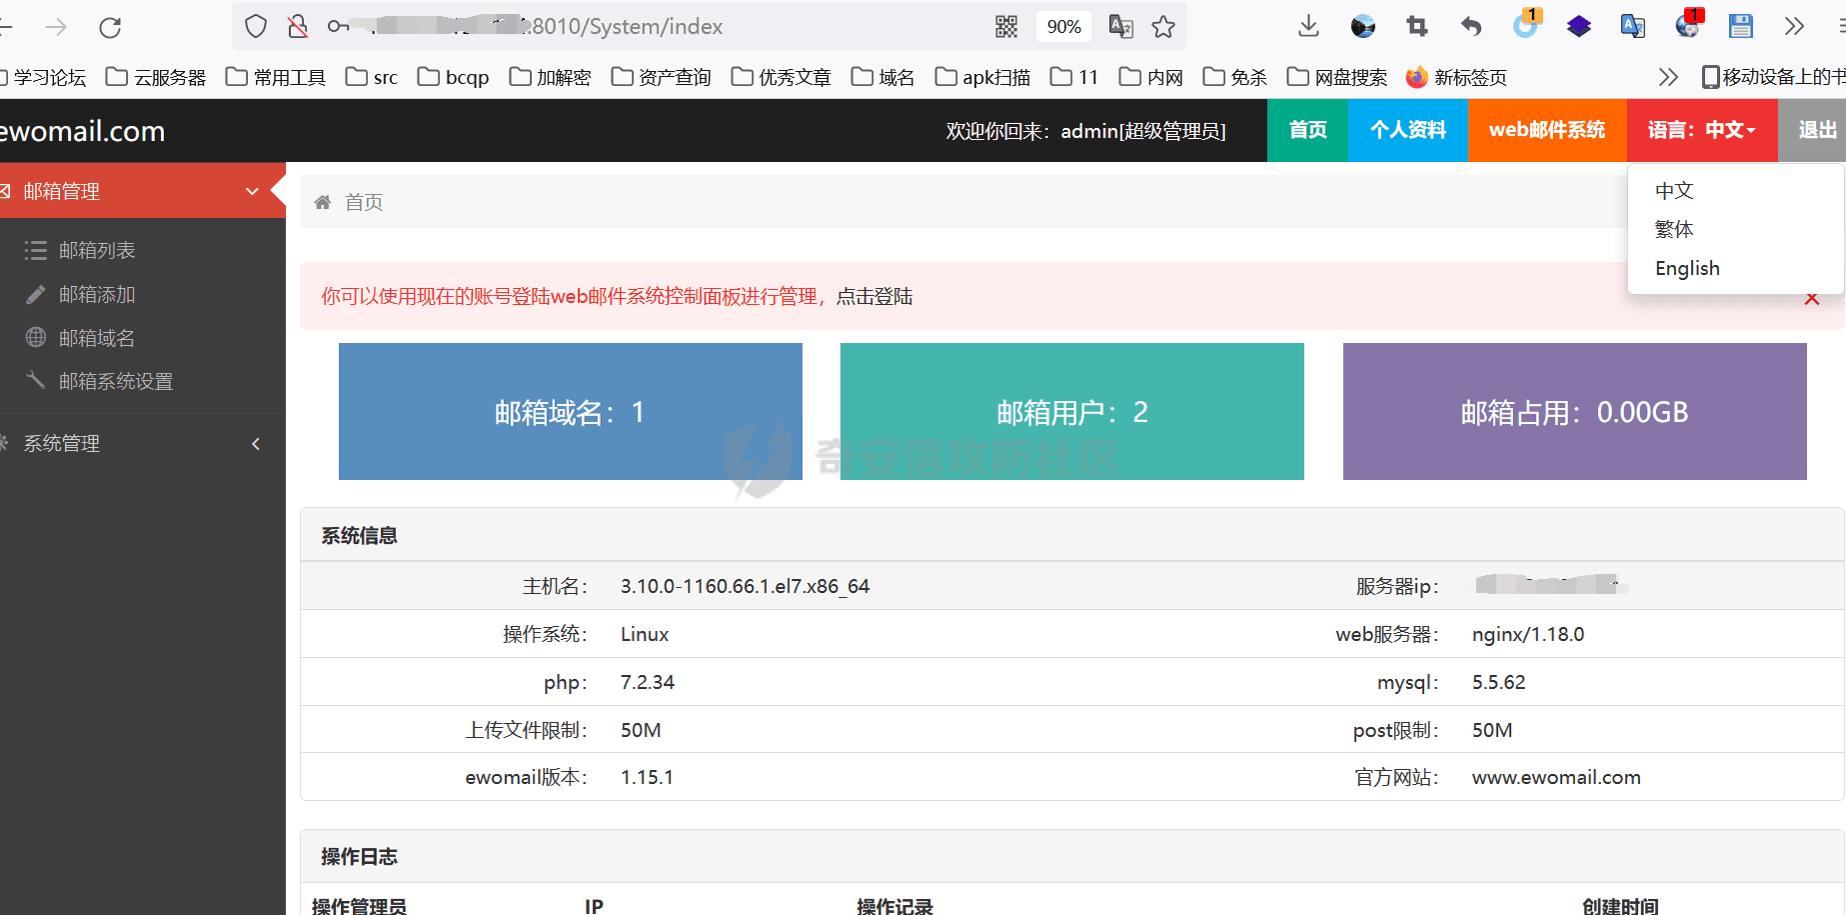 :8010/System/index
90%
1
1
学习论坛 云服务器 常用工具 src bcqp 加解密 资产查询 优秀文章 域名 apk扫描 11 内网 免杀 网盘搜索 新标签页 移动设备上的书
ewomail.com
欢迎你回来：admin[超级管理员]
首页 个人资料 web邮件系统 语言：中文 退出
中文
繁体
English
邮箱管理
邮箱列表
邮箱添加
邮箱域名
邮箱系统设置
系统管理
首页
你可以使用现在的账号登陆web邮件系统控制面板进行管理，点击登陆
邮箱域名：1
邮箱用户：2
邮箱占用：0.00GB
奇安信攻防社区
系统信息
主机名： 3.10.0-1160.66.1.el7.x86_64 服务器ip：
操作系统： Linux web服务器： nginx/1.18.0
php： 7.2.34 mysql： 5.5.62
上传文件限制： 50M post限制： 50M
ewomail版本： 1.15.1 官方网站： www.ewomail.com
操作日志
操作管理员 IP 操作记录 创建时间